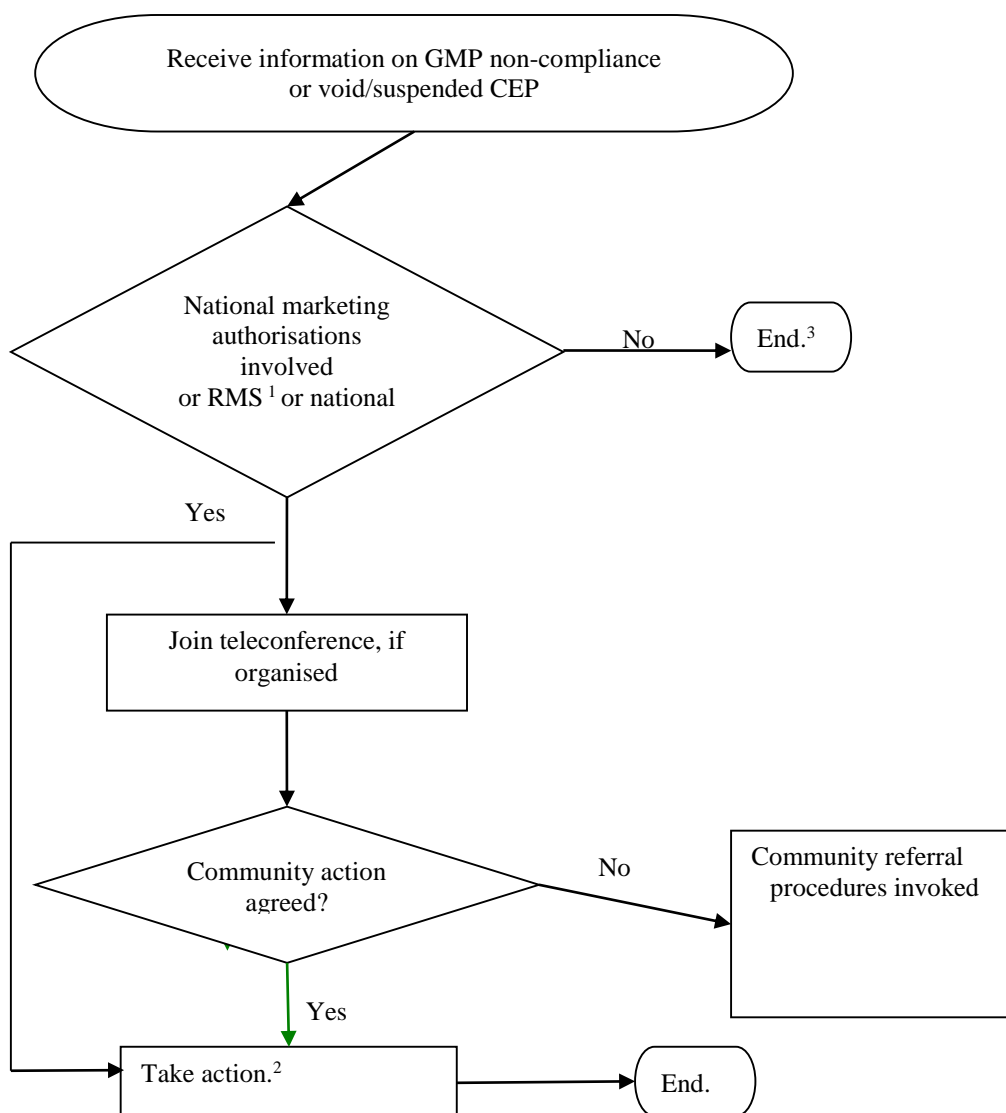 Receive information on GMP non-compliance
or void/suspended CEP
National marketing
authorisations
involved
or RMS ¹ or national
No
End.³
Yes
Join teleconference, if
organised
Community action
agreed?
No
Community referral
procedures invoked
Yes
Take action.²
End.